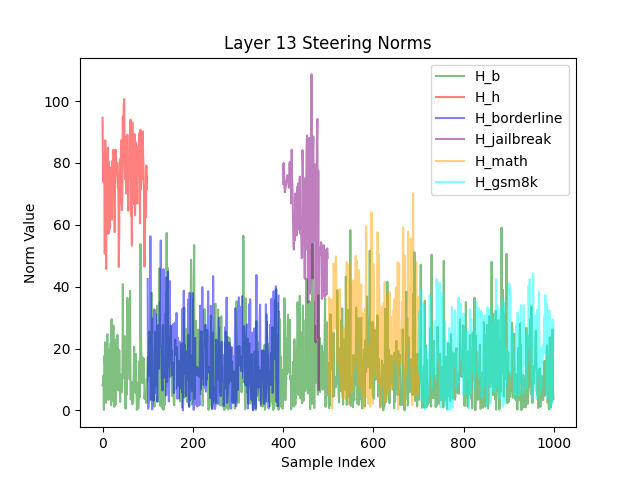 Layer 13 Steering Norms
H_b
H_h
H_borderline
H_jailbreak
H_math
H_gsm8k
Norm Value
100
80
60
40
20
0
0
200
400
600
800
1000
Sample Index